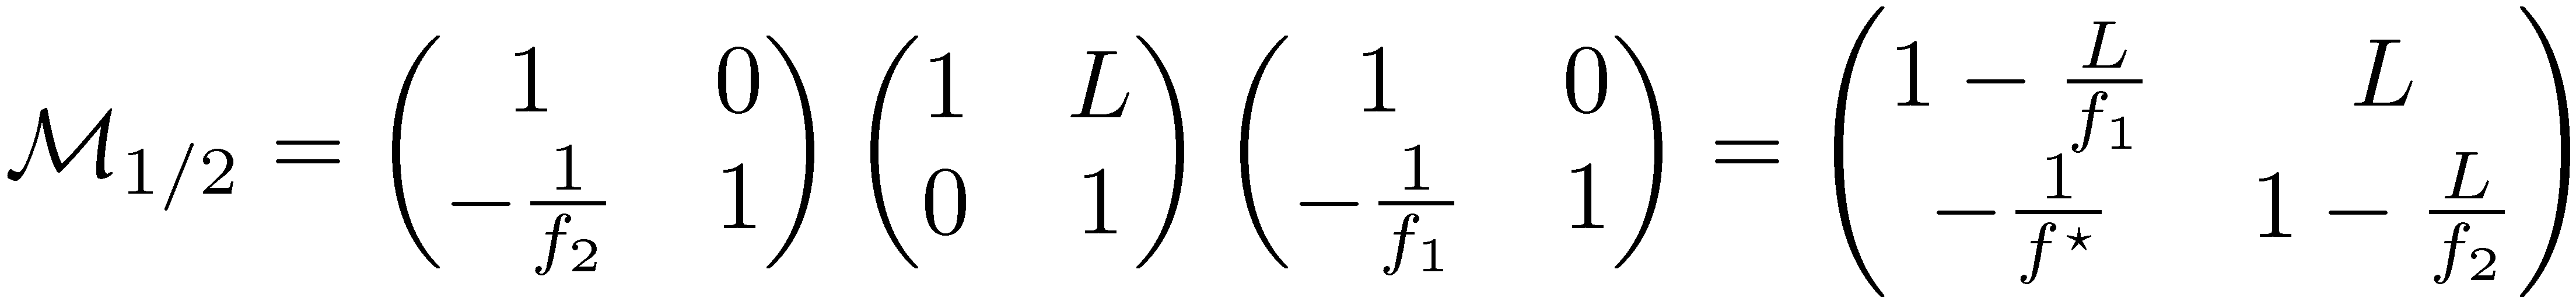 $\mathcal{M}_{1/2} = \begin{pmatrix} 1 & 0 \\ -\frac{1}{f_2} & 1 \end{pmatrix} \begin{pmatrix} 1 & L \\ 0 & 1 \end{pmatrix} \begin{pmatrix} 1 & 0 \\ -\frac{1}{f_1} & 1 \end{pmatrix} = \begin{pmatrix} 1 - \frac{L}{f_1} & L \\ -\frac{1}{f^\star} & 1 - \frac{L}{f_2} \end{pmatrix}$